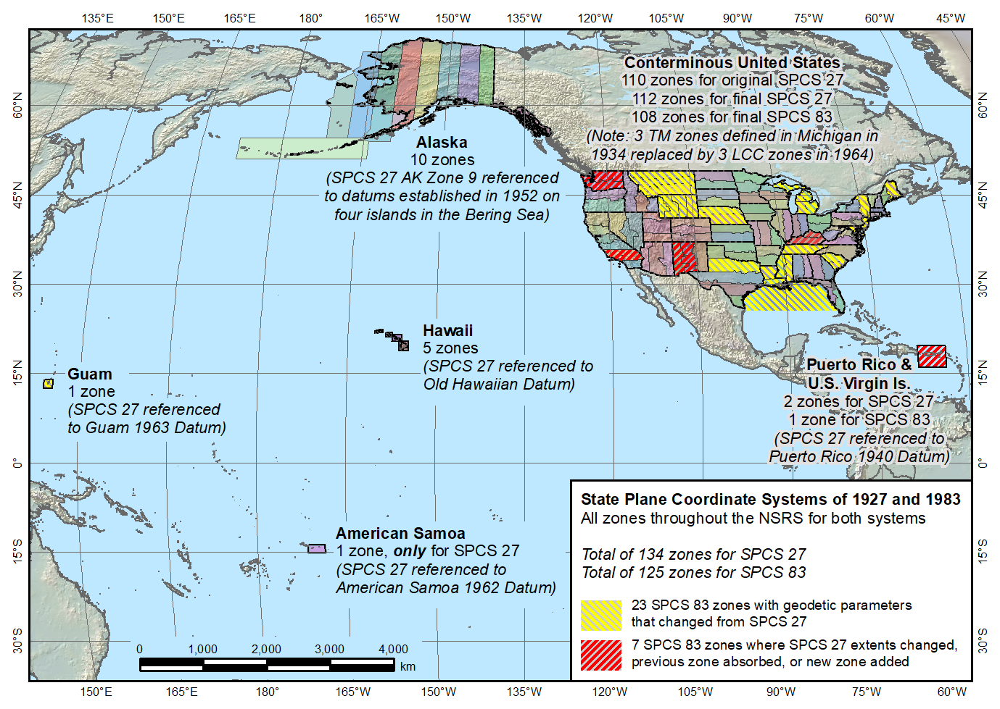 135°E 150°E 165°E 180° 165°W 150°W 135°W 120°W 105°W 90°W 75°W 60°W 45°W
Conterminous United States
110 zones for original SPCS 27
112 zones for final SPCS 27
108 zones for final SPCS 83
(Note: 3 TM zones defined in Michigan in
1934 replaced by 3 LCC zones in 1964)
60°N
60°N
Alaska
10 zones
(SPCS 27 AK Zone 9 referenced
to datums established in 1952 on
four islands in the Bering Sea)
45°N
45°N
30°N
30°N
Hawaii
5 zones
(SPCS 27 referenced to
Old Hawaiian Datum)
15°N
15°N
Guam
1 zone
(SPCS 27 referenced
to Guam 1963 Datum)
Puerto Rico &
U.S. Virgin Is.
2 zones for SPCS 27
1 zone for SPCS 83
(SPCS 27 referenced to
Puerto Rico 1940 Datum)
0°
0°
American Samoa
1 zone, only for SPCS 27
(SPCS 27 referenced to
American Samoa 1962 Datum)
15°S
15°S
State Plane Coordinate Systems of 1927 and 1983
All zones throughout the NSRS for both systems
Total of 134 zones for SPCS 27
Total of 125 zones for SPCS 83
23 SPCS 83 zones with geodetic parameters
that changed from SPCS 27
7 SPCS 83 zones where SPCS 27 extents changed,
previous zone absorbed, or new zone added
30°S
30°S
0 1,000 2,000 3,000 4,000
km
150°E 165°E 180° 165°W 150°W 135°W 120°W 105°W 90°W 75°W 60°W